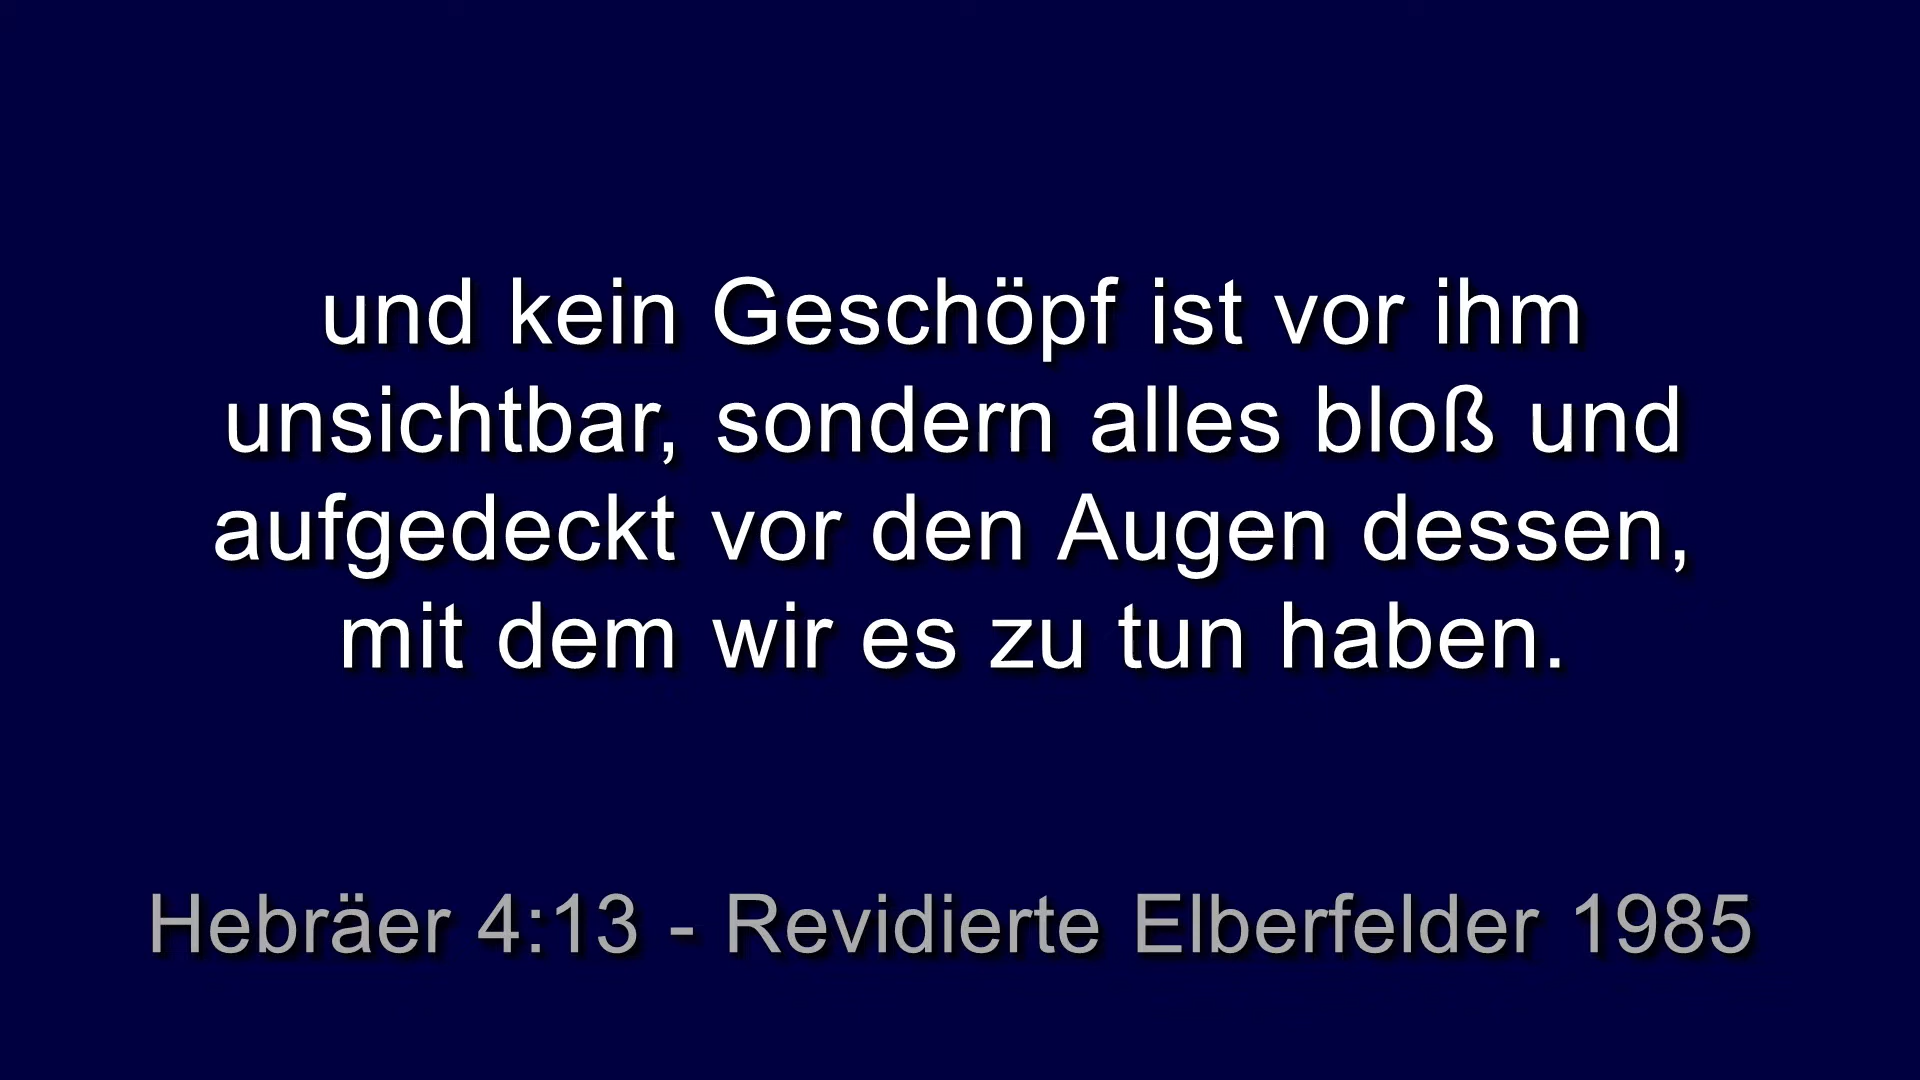 und kein Geschöpf ist vor ihm
unsichtbar, sondern alles bloß und
aufgedeckt vor den Augen dessen,
mit dem wir es zu tun haben.
Hebräer 4:13 - Revidierte Elberfelder 1985